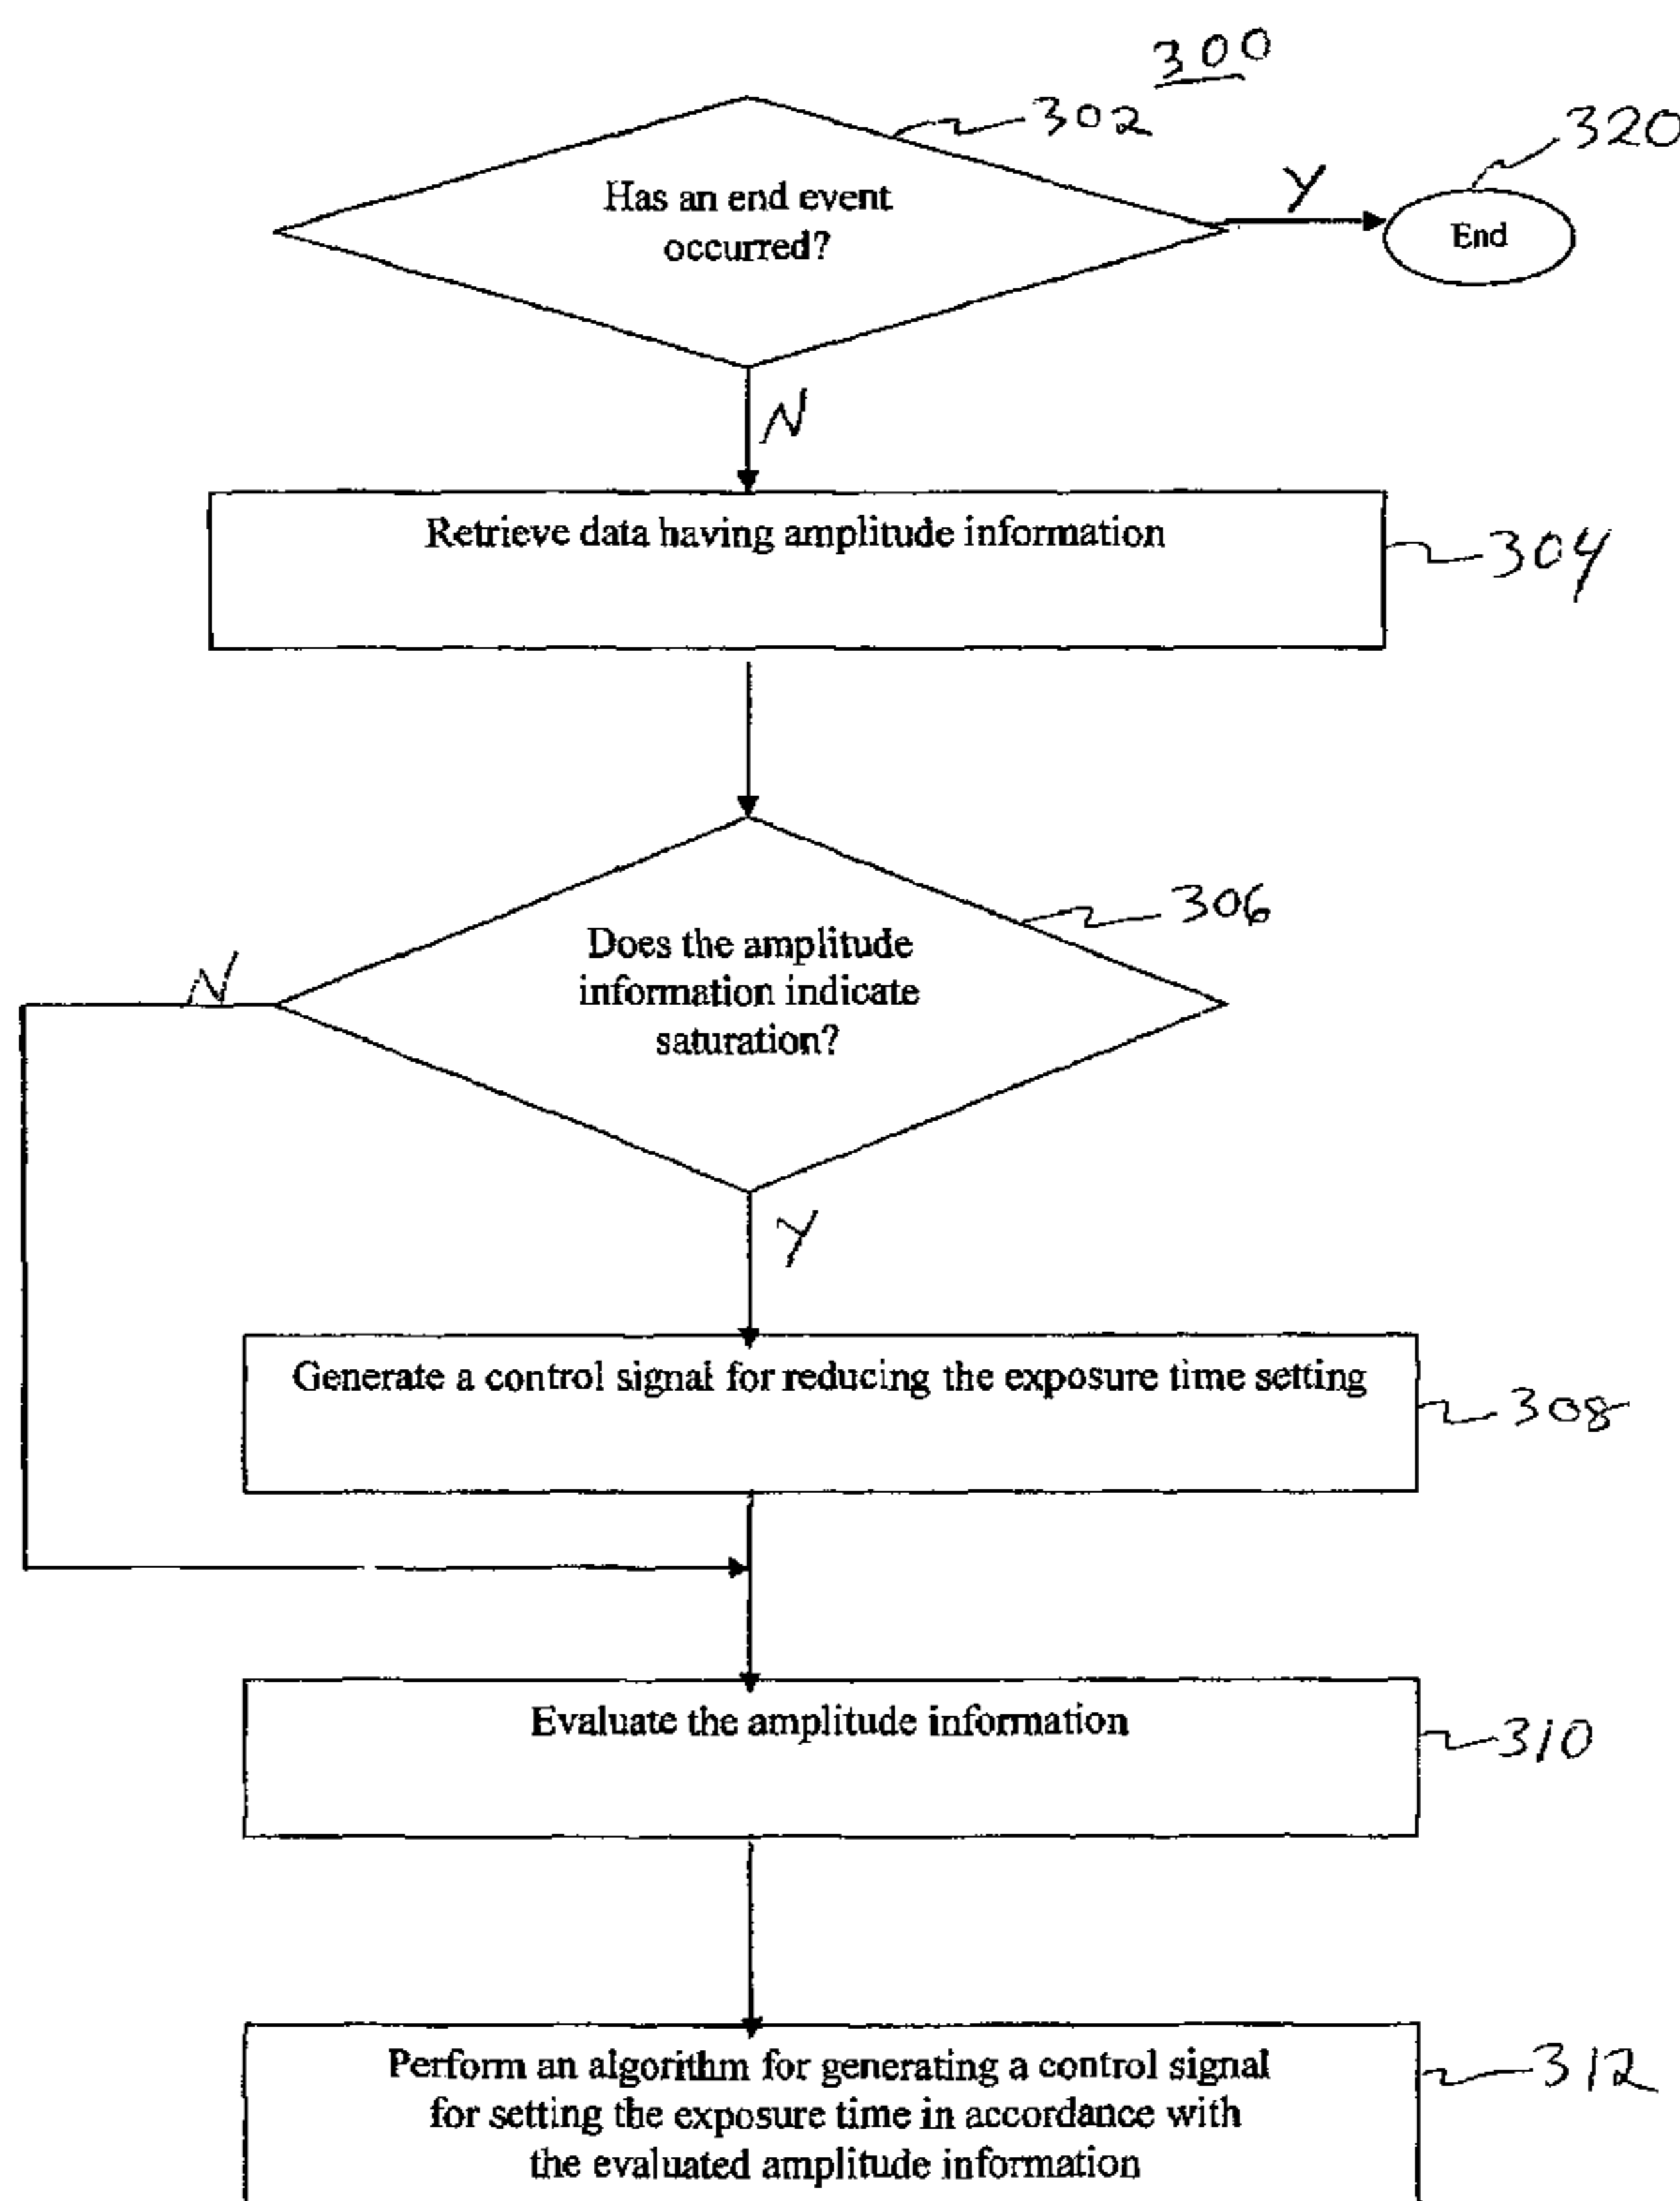 300
302
320
Has an end event
occurred?
Y
End
N
Retrieve data having amplitude information
304
306
Does the amplitude
information indicate
saturation?
N
Y
Generate a control signal for reducing the exposure time setting
308
Evaluate the amplitude information
310
Perform an algorithm for generating a control signal
for setting the exposure time in accordance with
the evaluated amplitude information
312